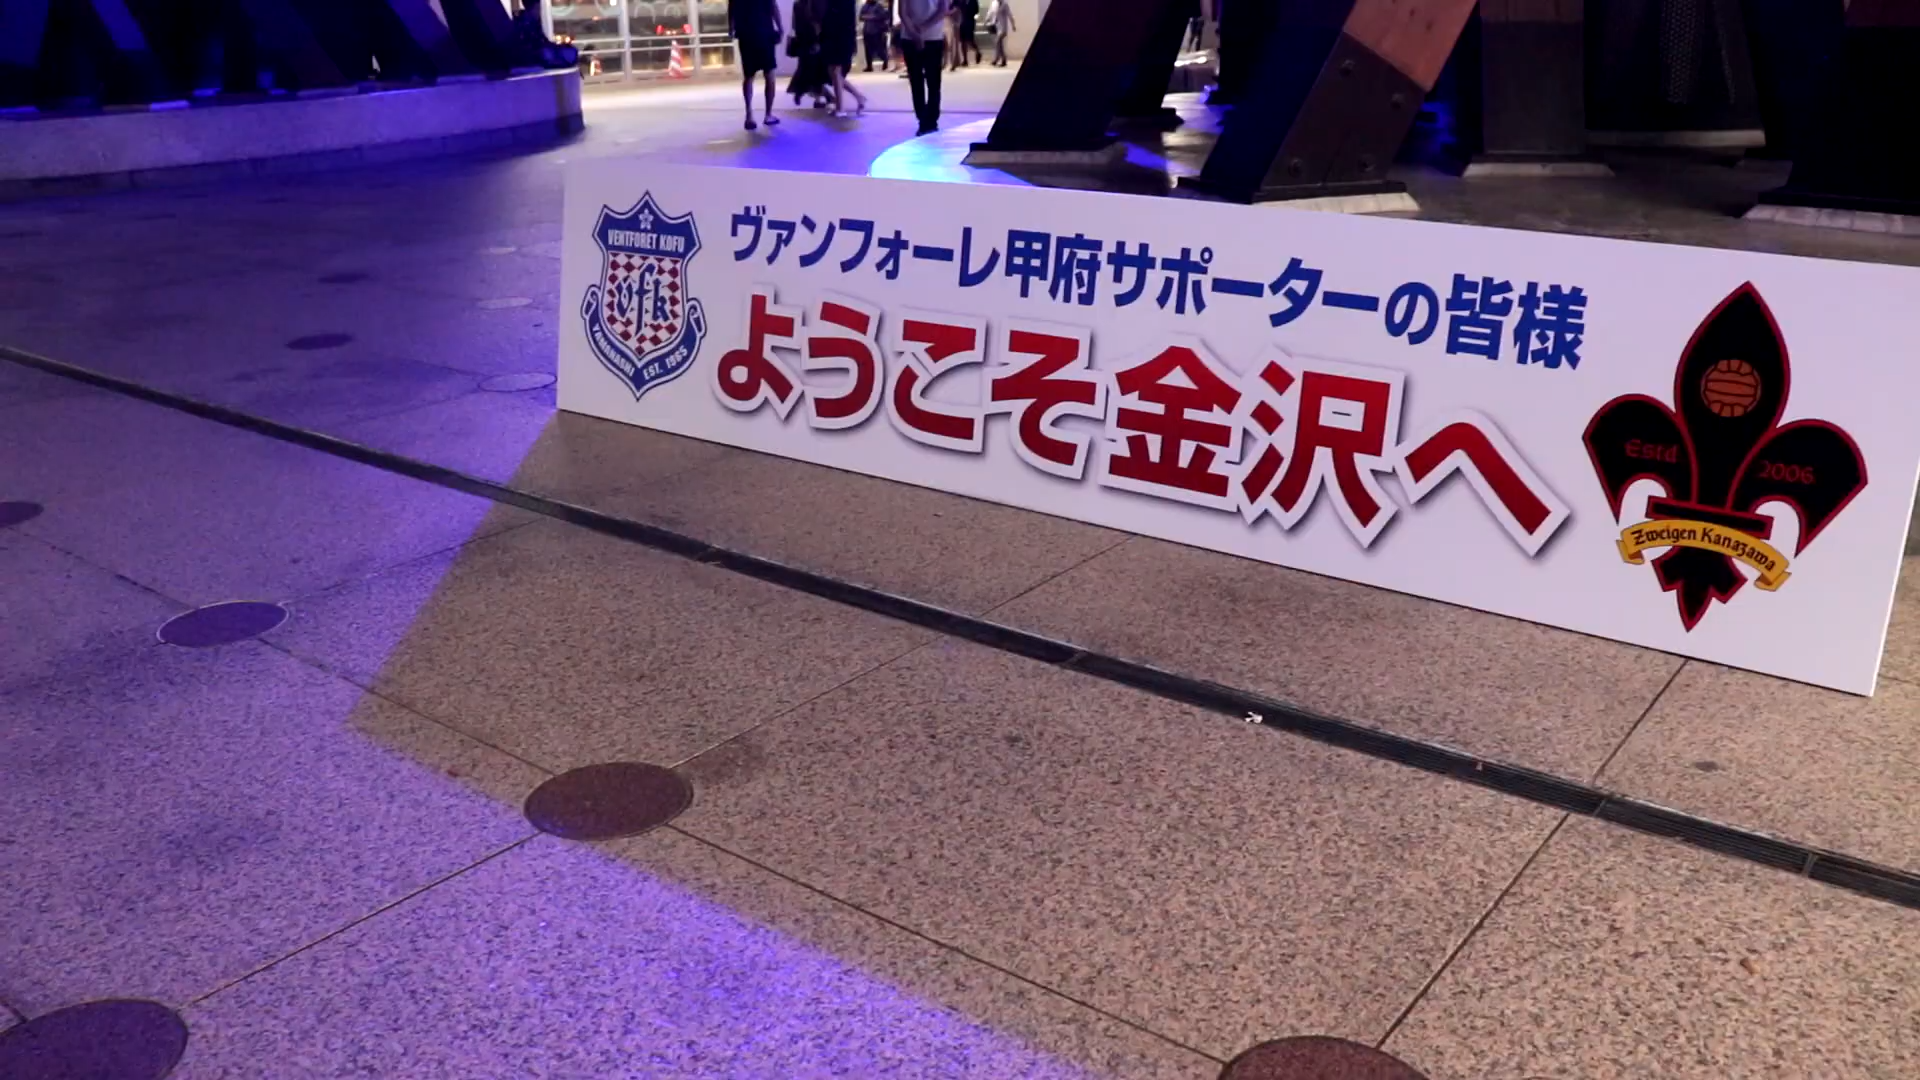 VENTFORET KOFU
vfk
YAMANASHI EST. 1965
ヴァンフォーレ甲府サポーターの皆様
ようこそ金沢へ
Estd 2006
Zweigen Kanazawa